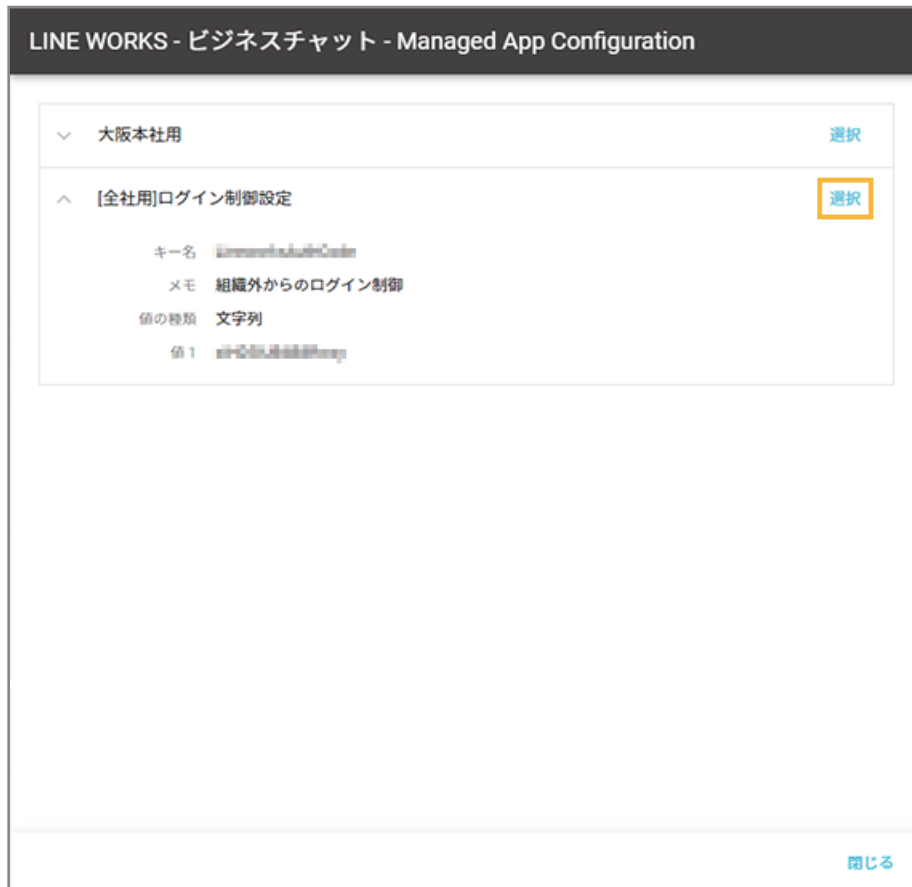 LINE WORKS - ビジネスチャット - Managed App Configuration
大阪本社用 選択
[全社用]ログイン制御設定 選択
キー名
メモ 組織外からのログイン制御
値の種類 文字列
値 1
閉じる